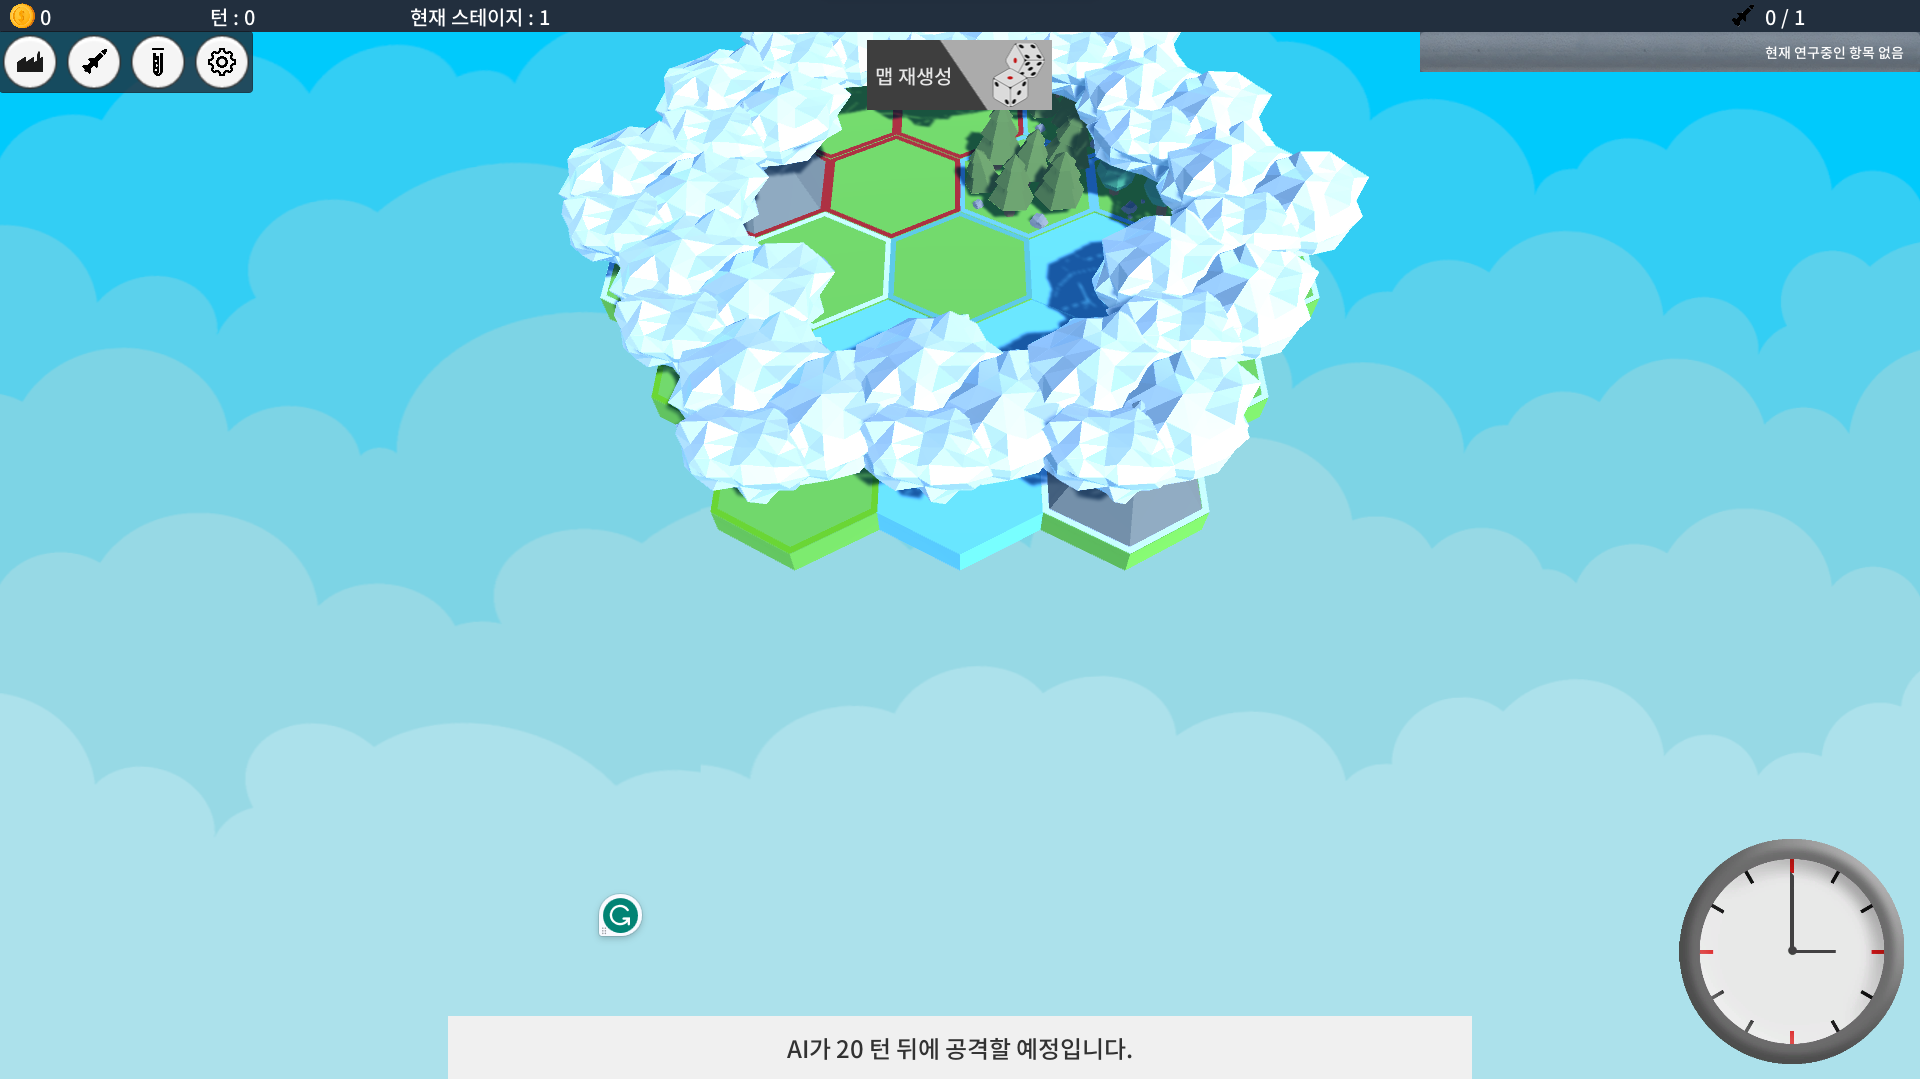 0
턴 : 0
현재 스테이지 : 1
0 / 1
현재 연구중인 항목 없음
맵 재생성
AI가 20 턴 뒤에 공격할 예정입니다.